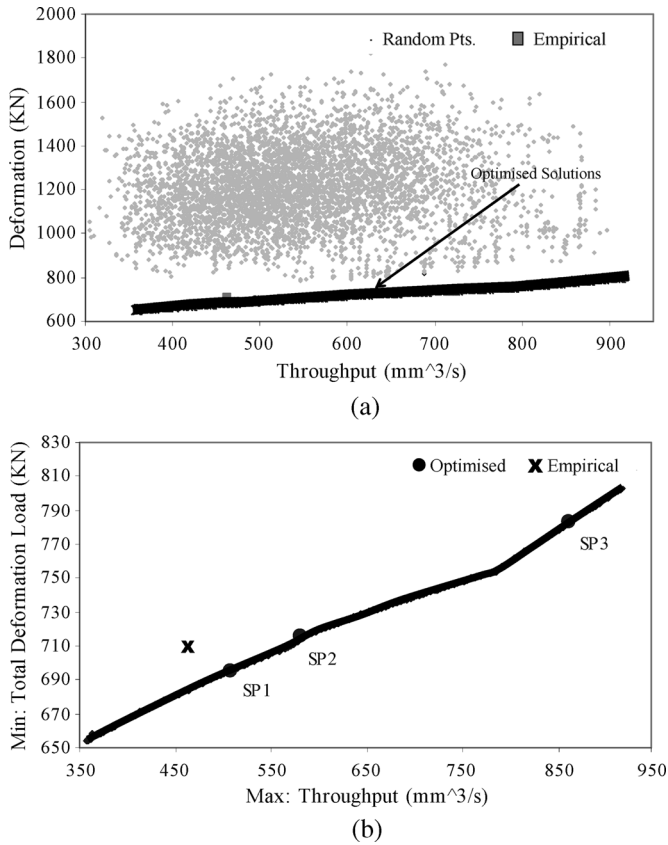 2000
1800
1600
1400
1200
1000
800
600
Deformation (KN)
Random Pts.
Empirical
Optimised Solutions
300 400 500 600 700 800 900
Throughput (mm^3/s)
(a)
830
810
790
770
750
730
710
690
670
650
Min: Total Deformation Load (KN)
Optimised
Empirical
SP3
SP2
SP1
350 450 550 650 750 850 950
Max: Throughput (mm^3/s)
(b)